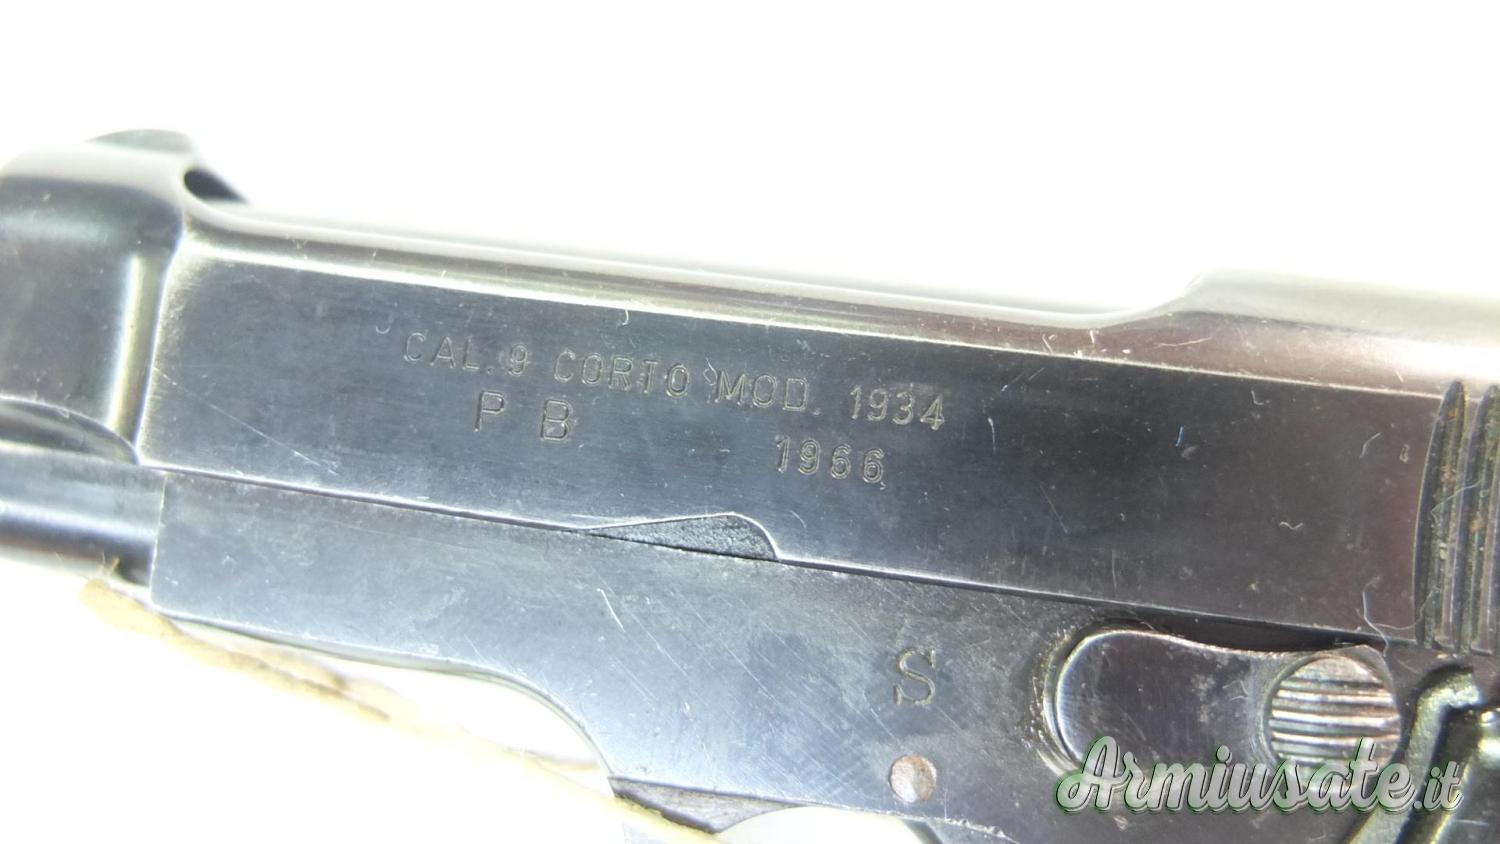 CAL. 9 CORTO MOD. 1934
P B 1966
S
Armiusate.it